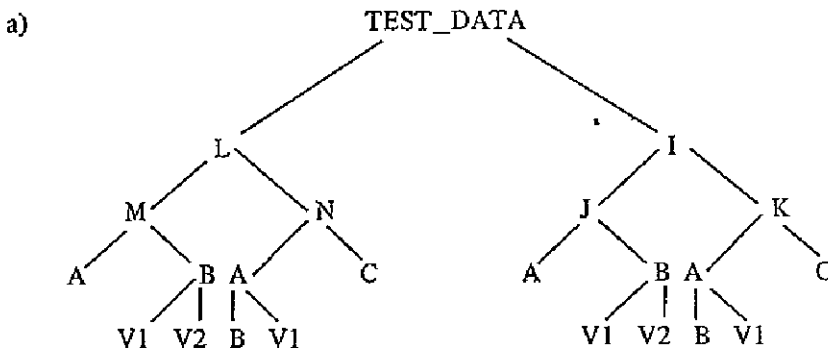 a) TEST_DATA
L I
M N J K
A B A C A B A C
V1 V2 B V1 V1 V2 B V1